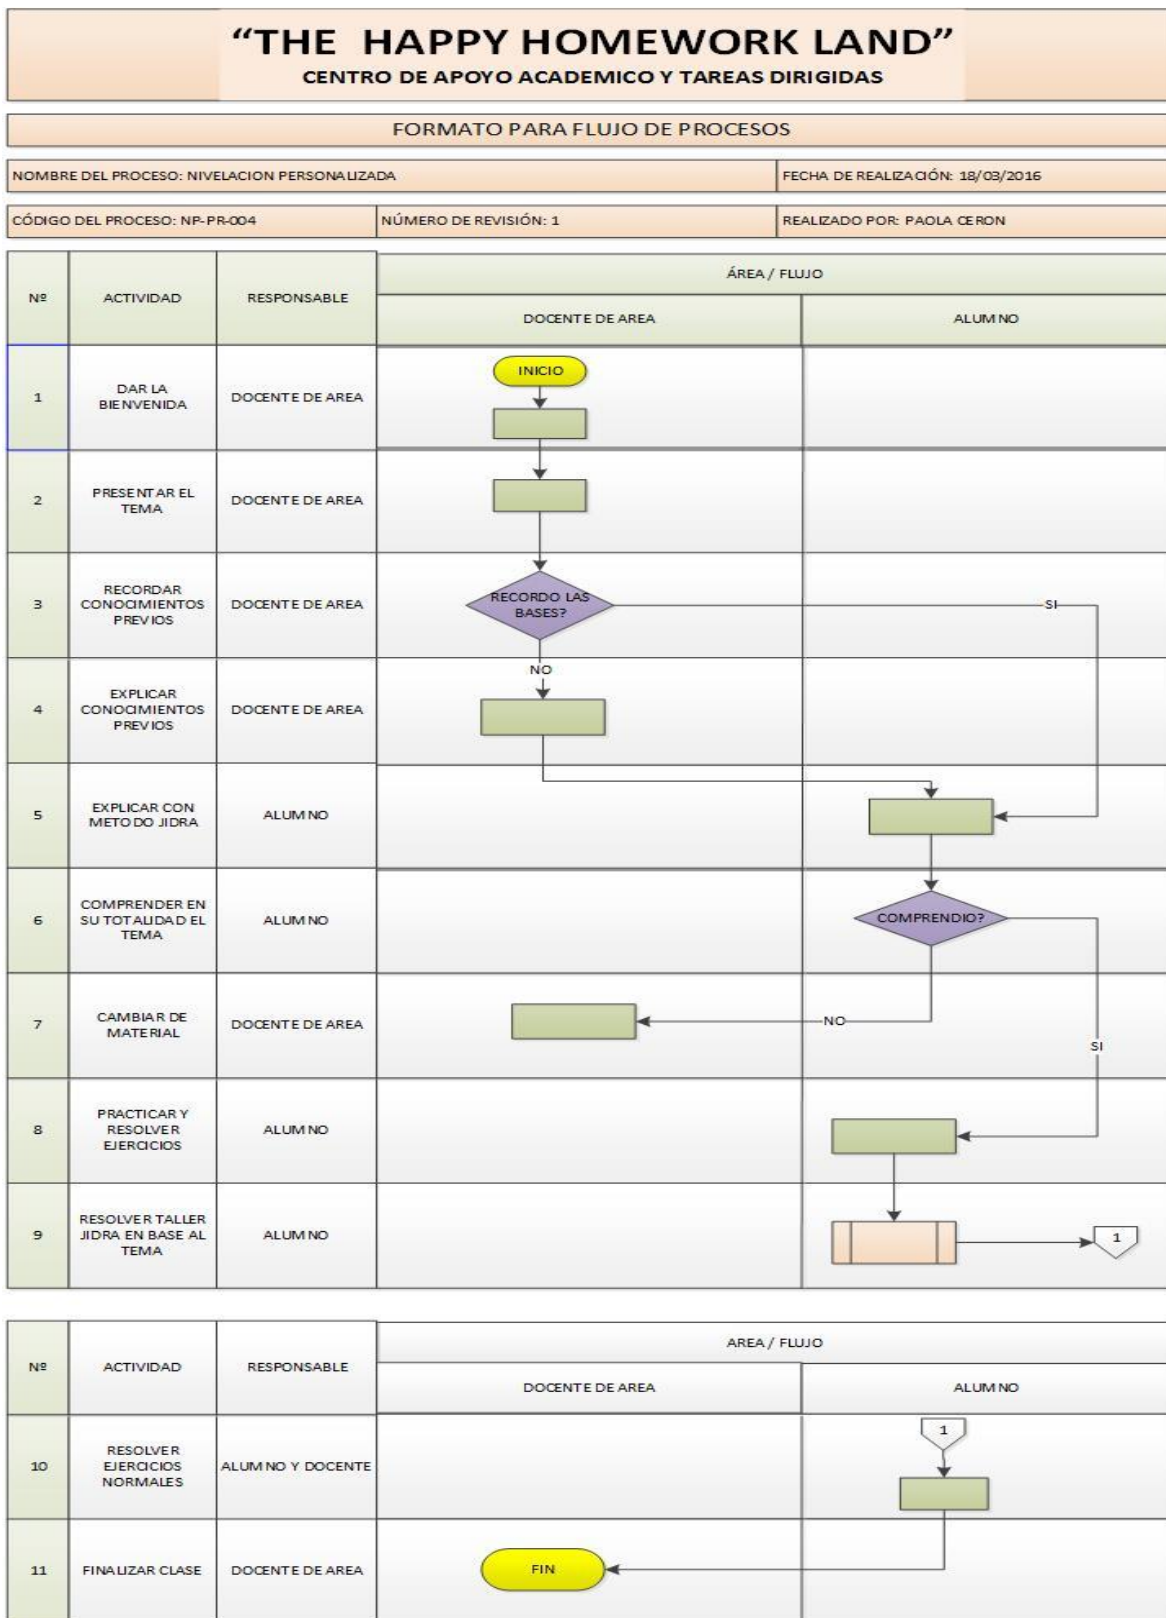 “THE HAPPY HOMEWORK LAND”
CENTRO DE APOYO ACADEMICO Y TAREAS DIRIGIDAS
FORMATO PARA FLUJO DE PROCESOS
NOMBRE DEL PROCESO: NIVELACION PERSONALIZADA
FECHA DE REALIZACIÓN: 18/03/2016
CÓDIGO DEL PROCESO: NP-PR-004
NÚMERO DE REVISIÓN: 1
REALIZADO POR: PAOLA CERON
Nº
ACTIVIDAD
RESPONSABLE
ÁREA / FLUJO
DOCENTE DE AREA
ALUMNO
1
DAR LA
BIENVENIDA
DOCENTE DE AREA
INICIO
2
PRESENTAR EL
TEMA
DOCENTE DE AREA
3
RECORDAR
CONOCIMIENTOS
PREVIOS
DOCENTE DE AREA
RECORDO LAS
BASES?
SI
4
EXPLICAR
CONOCIMIENTOS
PREVIOS
DOCENTE DE AREA
NO
5
EXPLICAR CON
METODO JIDRA
ALUMNO
6
COMPRENDER EN
SU TOTALIDAD EL
TEMA
ALUMNO
COMPRENDIO?
7
CAMBIAR DE
MATERIAL
DOCENTE DE AREA
NO
SI
8
PRACTICAR Y
RESOLVER
EJERCICIOS
ALUMNO
9
RESOLVER TALLER
JIDRA EN BASE AL
TEMA
ALUMNO
1
Nº
ACTIVIDAD
RESPONSABLE
AREA / FLUJO
DOCENTE DE AREA
ALUMNO
10
RESOLVER
EJERCICIOS
NORMALES
ALUMNO Y DOCENTE
1
11
FINALIZAR CLASE
DOCENTE DE AREA
FIN